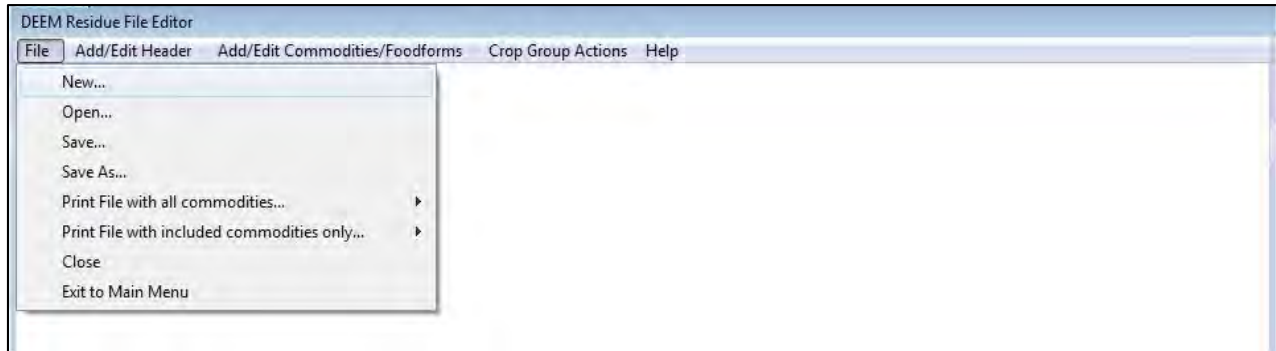 DEEM Residue File Editor
File Add/Edit Header Add/Edit Commodities/Foodforms Crop Group Actions Help
New...
Open...
Save...
Save As...
Print File with all commodities...
Print File with included commodities only...
Close
Exit to Main Menu